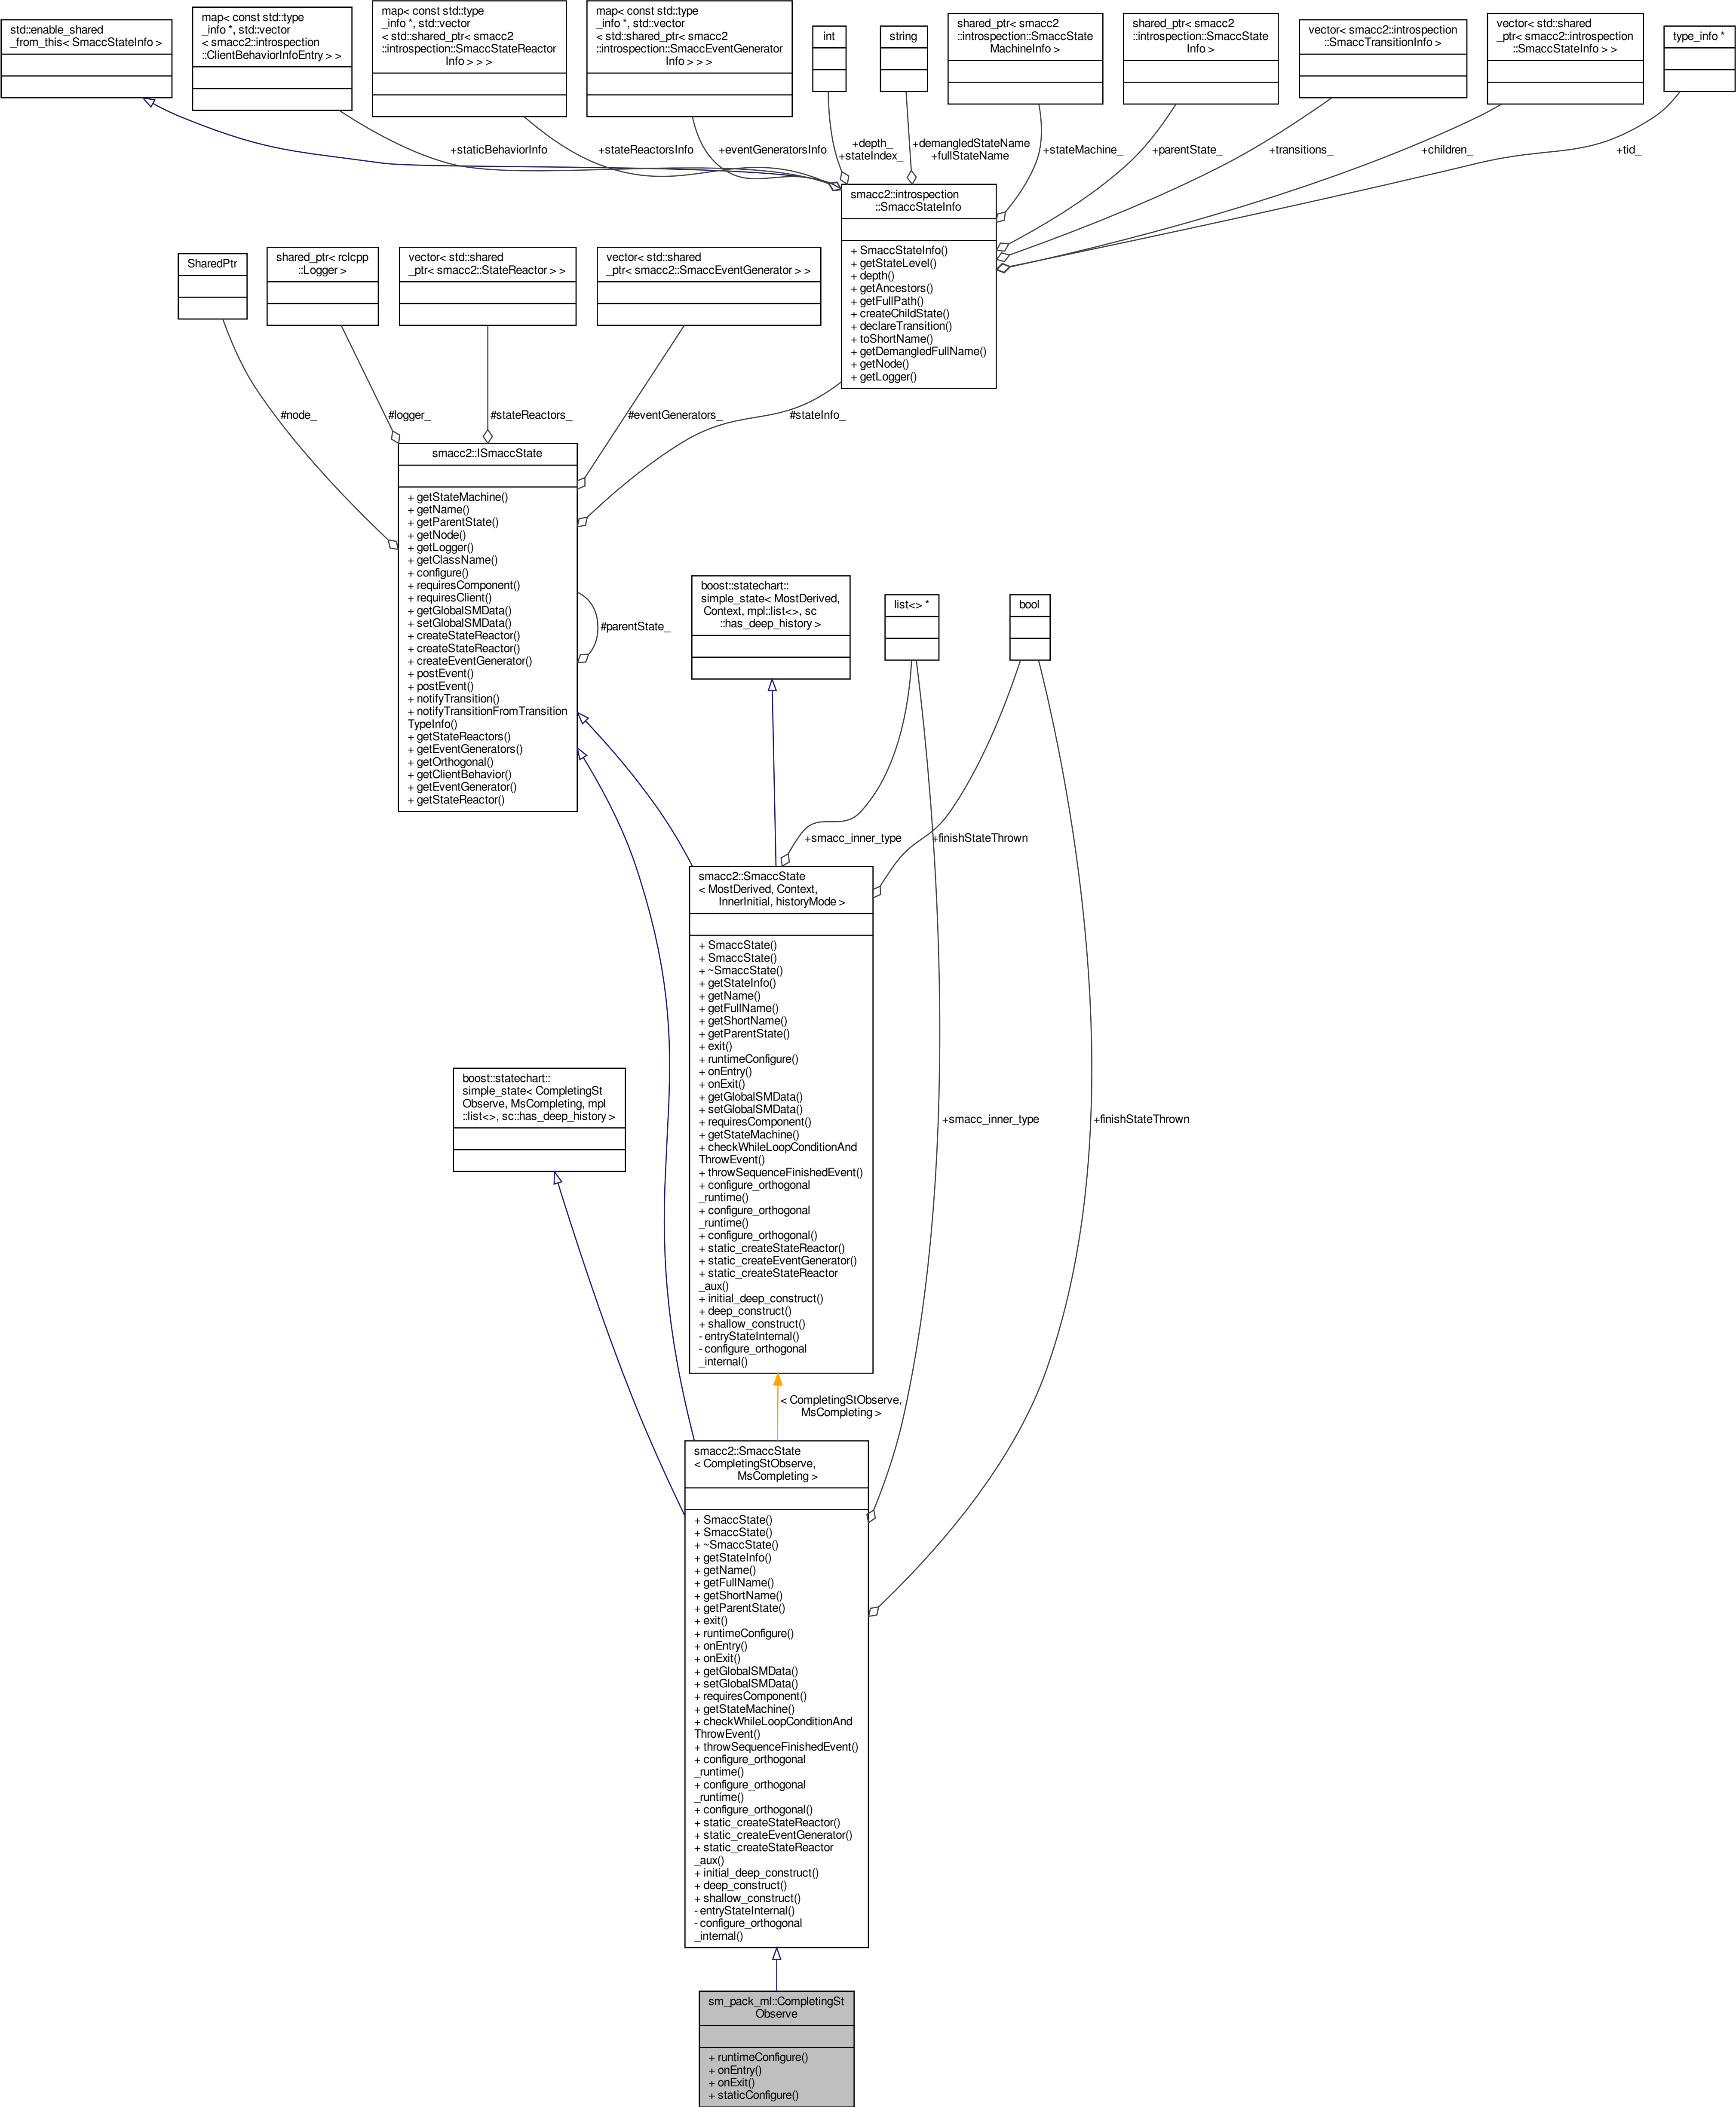 std::enable_shared
_from_this< SmaccStateInfo >
map< const std::type
_info *, std::vector
< smacc2::introspection
::ClientBehaviorInfoEntry > >
map< const std::type
_info *, std::vector
< std::shared_ptr< smacc2
::introspection::SmaccStateReactor
Info > > >
map< const std::type
_info *, std::vector
< std::shared_ptr< smacc2
::introspection::SmaccEventGenerator
Info > > >
int
string
shared_ptr< smacc2
::introspection::SmaccState
MachineInfo >
shared_ptr< smacc2
::introspection::SmaccState
Info >
vector< smacc2::introspection
::SmaccTransitionInfo >
vector< std::shared
_ptr< smacc2::introspection
::SmaccStateInfo > >
type_info *
+staticBehaviorInfo
+stateReactorsInfo
+eventGeneratorsInfo
+depth_
+stateIndex_
+demangledStateName
+fullStateName
+stateMachine_
+parentState_
+transitions_
+children_
+tid_
smacc2::introspection
::SmaccStateInfo
+ SmaccStateInfo()
+ getStateLevel()
+ depth()
+ getAncestors()
+ getFullPath()
+ createChildState()
+ declareTransition()
+ toShortName()
+ getDemangledFullName()
+ getNode()
+ getLogger()
SharedPtr
shared_ptr< rclcpp
::Logger >
vector< std::shared
_ptr< smacc2::StateReactor > >
vector< std::shared
_ptr< smacc2::SmaccEventGenerator > >
#node_
#logger_
#stateReactors_
#eventGenerators_
#stateInfo_
smacc2::ISmaccState
+ getStateMachine()
+ getName()
+ getParentState()
+ getNode()
+ getLogger()
+ getClassName()
+ configure()
+ requiresComponent()
+ requiresClient()
+ getGlobalSMData()
+ setGlobalSMData()
+ createStateReactor()
+ createStateReactor()
+ createEventGenerator()
+ postEvent()
+ postEvent()
+ notifyTransition()
+ notifyTransitionFromTransition
TypeInfo()
+ getStateReactors()
+ getEventGenerators()
+ getOrthogonal()
+ getClientBehavior()
+ getEventGenerator()
+ getStateReactor()
#parentState_
boost::statechart::
simple_state< MostDerived,
Context, mpl::list<>, sc
::has_deep_history >
list<> *
bool
+smacc_inner_type
+finishStateThrown
smacc2::SmaccState
< MostDerived, Context,
InnerInitial, historyMode >
+ SmaccState()
+ SmaccState()
+ ~SmaccState()
+ getStateInfo()
+ getName()
+ getFullName()
+ getShortName()
+ getParentState()
+ exit()
+ runtimeConfigure()
+ onEntry()
+ onExit()
+ getGlobalSMData()
+ setGlobalSMData()
+ requiresComponent()
+ getStateMachine()
+ checkWhileLoopConditionAnd
ThrowEvent()
+ throwSequenceFinishedEvent()
+ configure_orthogonal
_runtime()
+ configure_orthogonal
_runtime()
+ configure_orthogonal()
+ static_createStateReactor()
+ static_createEventGenerator()
+ static_createStateReactor
_aux()
+ initial_deep_construct()
+ deep_construct()
+ shallow_construct()
- entryStateInternal()
- configure_orthogonal
_internal()
boost::statechart::
simple_state< CompletingSt
Observe, MsCompleting, mpl
::list<>, sc::has_deep_history >
+smacc_inner_type
+finishStateThrown
< CompletingStObserve,
MsCompleting >
smacc2::SmaccState
< CompletingStObserve,
MsCompleting >
+ SmaccState()
+ SmaccState()
+ ~SmaccState()
+ getStateInfo()
+ getName()
+ getFullName()
+ getShortName()
+ getParentState()
+ exit()
+ runtimeConfigure()
+ onEntry()
+ onExit()
+ getGlobalSMData()
+ setGlobalSMData()
+ requiresComponent()
+ getStateMachine()
+ checkWhileLoopConditionAnd
ThrowEvent()
+ throwSequenceFinishedEvent()
+ configure_orthogonal
_runtime()
+ configure_orthogonal
_runtime()
+ configure_orthogonal()
+ static_createStateReactor()
+ static_createEventGenerator()
+ static_createStateReactor
_aux()
+ initial_deep_construct()
+ deep_construct()
+ shallow_construct()
- entryStateInternal()
- configure_orthogonal
_internal()
sm_pack_ml::CompletingSt
Observe
+ runtimeConfigure()
+ onEntry()
+ onExit()
+ staticConfigure()